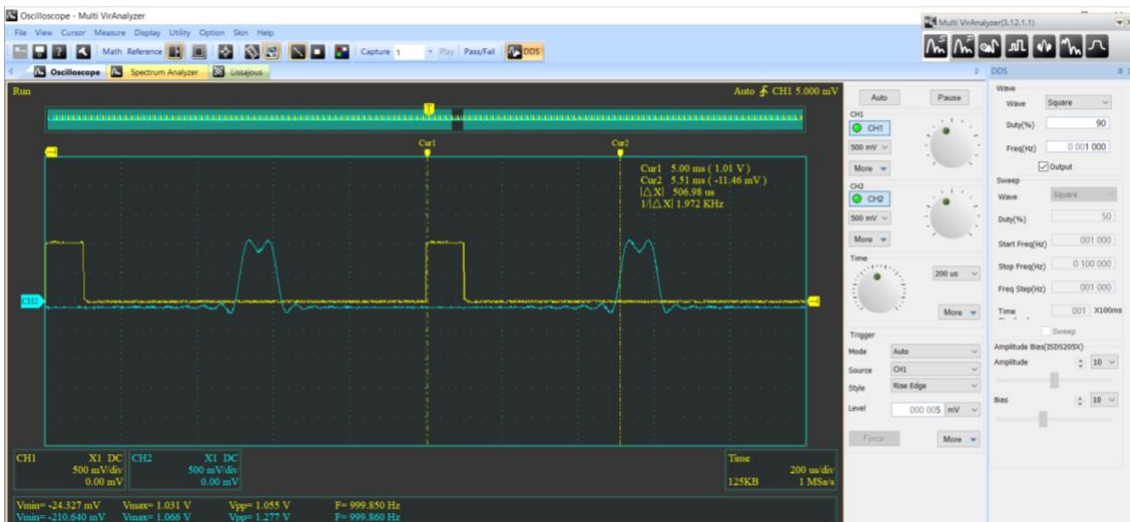 Oscilloscope - Multi VirAnalyzer
Multi VirAnalyzer(3.12.1.1)
File View Cursor Measure Display Utility Option Skin Help
Math Reference Capture 1 Play Pass/Fail DDS
Oscilloscope Spectrum Analyzer Lissajous
DDS
Run
Auto CH1 5.000 mV
T
Cur1
Cur2
Cur1 5.00 ms ( 1.01 V )
Cur2 5.51 ms ( -11.46 mV )
|△X| 506.98 us
1/|△X| 1.972 KHz
CH2
CH1 X1 DC
500 mV/div
0.00 mV
CH2 X1 DC
500 mV/div
0.00 mV
Time
200 us/div
125KB 1 MSa/s
Vmin= -24.327 mV Vmax= 1.031 V Vpp= 1.055 V F= 999.850 Hz
Vmin= -210.640 mV Vmax= 1.066 V Vpp= 1.277 V F= 999.860 Hz
Auto Pause
CH1
CH1
500 mV
More
CH2
CH2
500 mV
More
Time
200 us
More
Trigger
Mode Auto
Source CH1
Style Rise Edge
Level 000 005 mV
Force More
Wave
Wave Square
Duty(%) 90
Freq(Hz) 0 001 000
Output
Sweep
Wave Square
Duty(%) 50
Start Freq(Hz) 001 000
Stop Freq(Hz) 0 100 000
Freq Step(Hz) 001 000
Time 001 X100ms
Sweep
Amplitude Bias(ISDS205X)
Amplitude 10
Bias 10